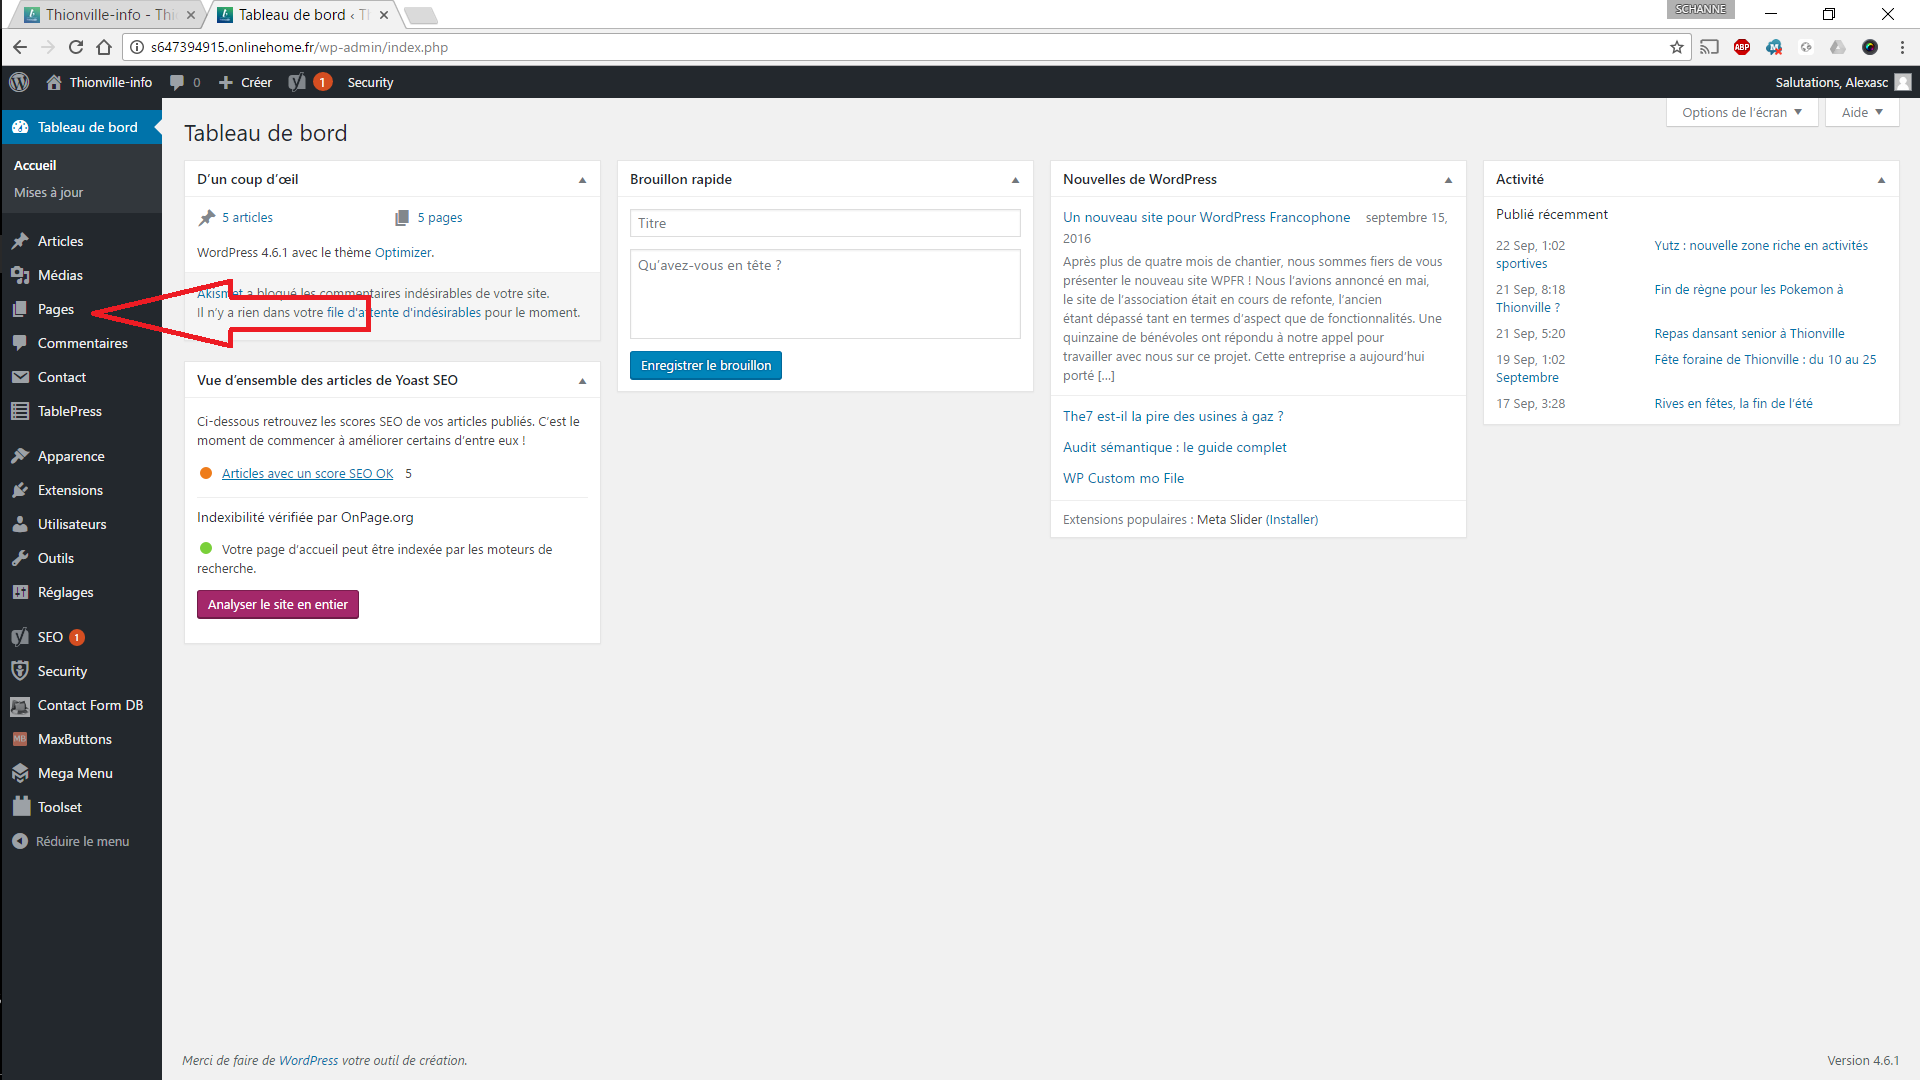 Thionville-info - Thi
Tableau de bord ‹ Th
SCHANNE
s647394915.onlinehome.fr/wp-admin/index.php
ABP
Thionville-info
0
Créer
1
Security
Salutations, Alexasc
Tableau de bord
Accueil
Mises à jour
Articles
Médias
Pages
Commentaires
Contact
TablePress
Apparence
Extensions
Utilisateurs
Outils
Réglages
SEO 1
Security
Contact Form DB
MB MaxButtons
Mega Menu
Toolset
Réduire le menu
Options de l'écran
Aide
Tableau de bord
D'un coup d'œil
5 articles
5 pages
WordPress 4.6.1 avec le thème Optimizer.
Akismet a bloqué les commentaires indésirables de votre site.
Il n'y a rien dans votre file d'attente d'indésirables pour le moment.
Vue d'ensemble des articles de Yoast SEO
Ci-dessous retrouvez les scores SEO de vos articles publiés. C'est le
moment de commencer à améliorer certains d'entre eux !
Articles avec un score SEO OK 5
Indexibilité vérifiée par OnPage.org
Votre page d'accueil peut être indexée par les moteurs de
recherche.
Analyser le site en entier
Brouillon rapide
Titre
Qu'avez-vous en tête ?
Enregistrer le brouillon
Nouvelles de WordPress
Un nouveau site pour WordPress Francophone septembre 15,
2016
Après plus de quatre mois de chantier, nous sommes fiers de vous
présenter le nouveau site WPFR ! Nous l'avions annoncé en mai,
le site de l'association était en cours de refonte, l'ancien
étant dépassé tant en termes d'aspect que de fonctionnalités. Une
quinzaine de bénévoles ont répondu à notre appel pour
travailler avec nous sur ce projet. Cette entreprise a aujourd'hui
porté [...]
The7 est-il la pire des usines à gaz ?
Audit sémantique : le guide complet
WP Custom mo File
Extensions populaires : Meta Slider (Installer)
Activité
Publié récemment
22 Sep, 1:02 Yutz : nouvelle zone riche en activités
sportives
21 Sep, 8:18 Fin de règne pour les Pokemon à
Thionville ?
21 Sep, 5:20 Repas dansant senior à Thionville
19 Sep, 1:02 Fête foraine de Thionville : du 10 au 25
Septembre
17 Sep, 3:28 Rives en fêtes, la fin de l'été
Merci de faire de WordPress votre outil de création.
Version 4.6.1